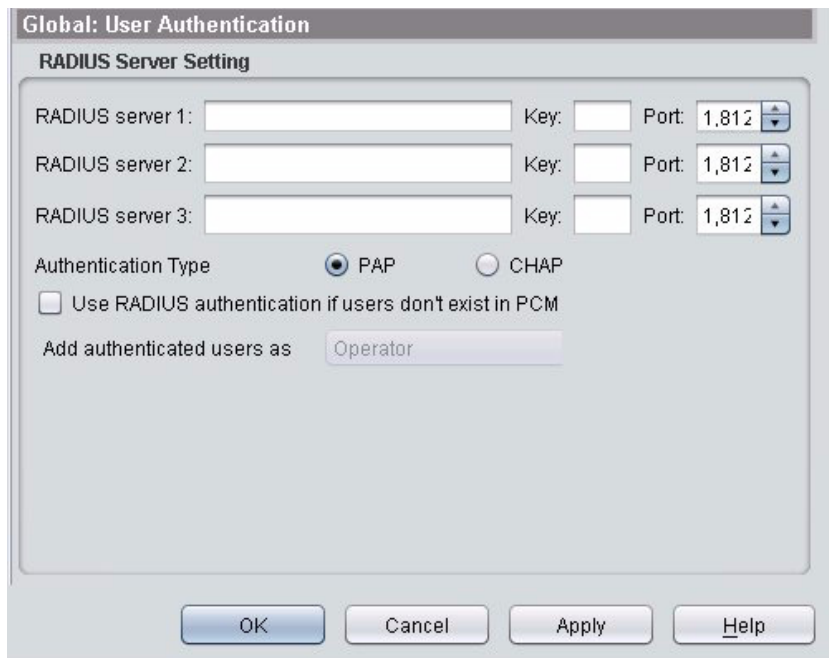 Global: User Authentication
RADIUS Server Setting
RADIUS server 1: Key: Port: 1,812
RADIUS server 2: Key: Port: 1,812
RADIUS server 3: Key: Port: 1,812
Authentication Type PAP CHAP
Use RADIUS authentication if users don't exist in PCM
Add authenticated users as Operator
OK Cancel Apply Help